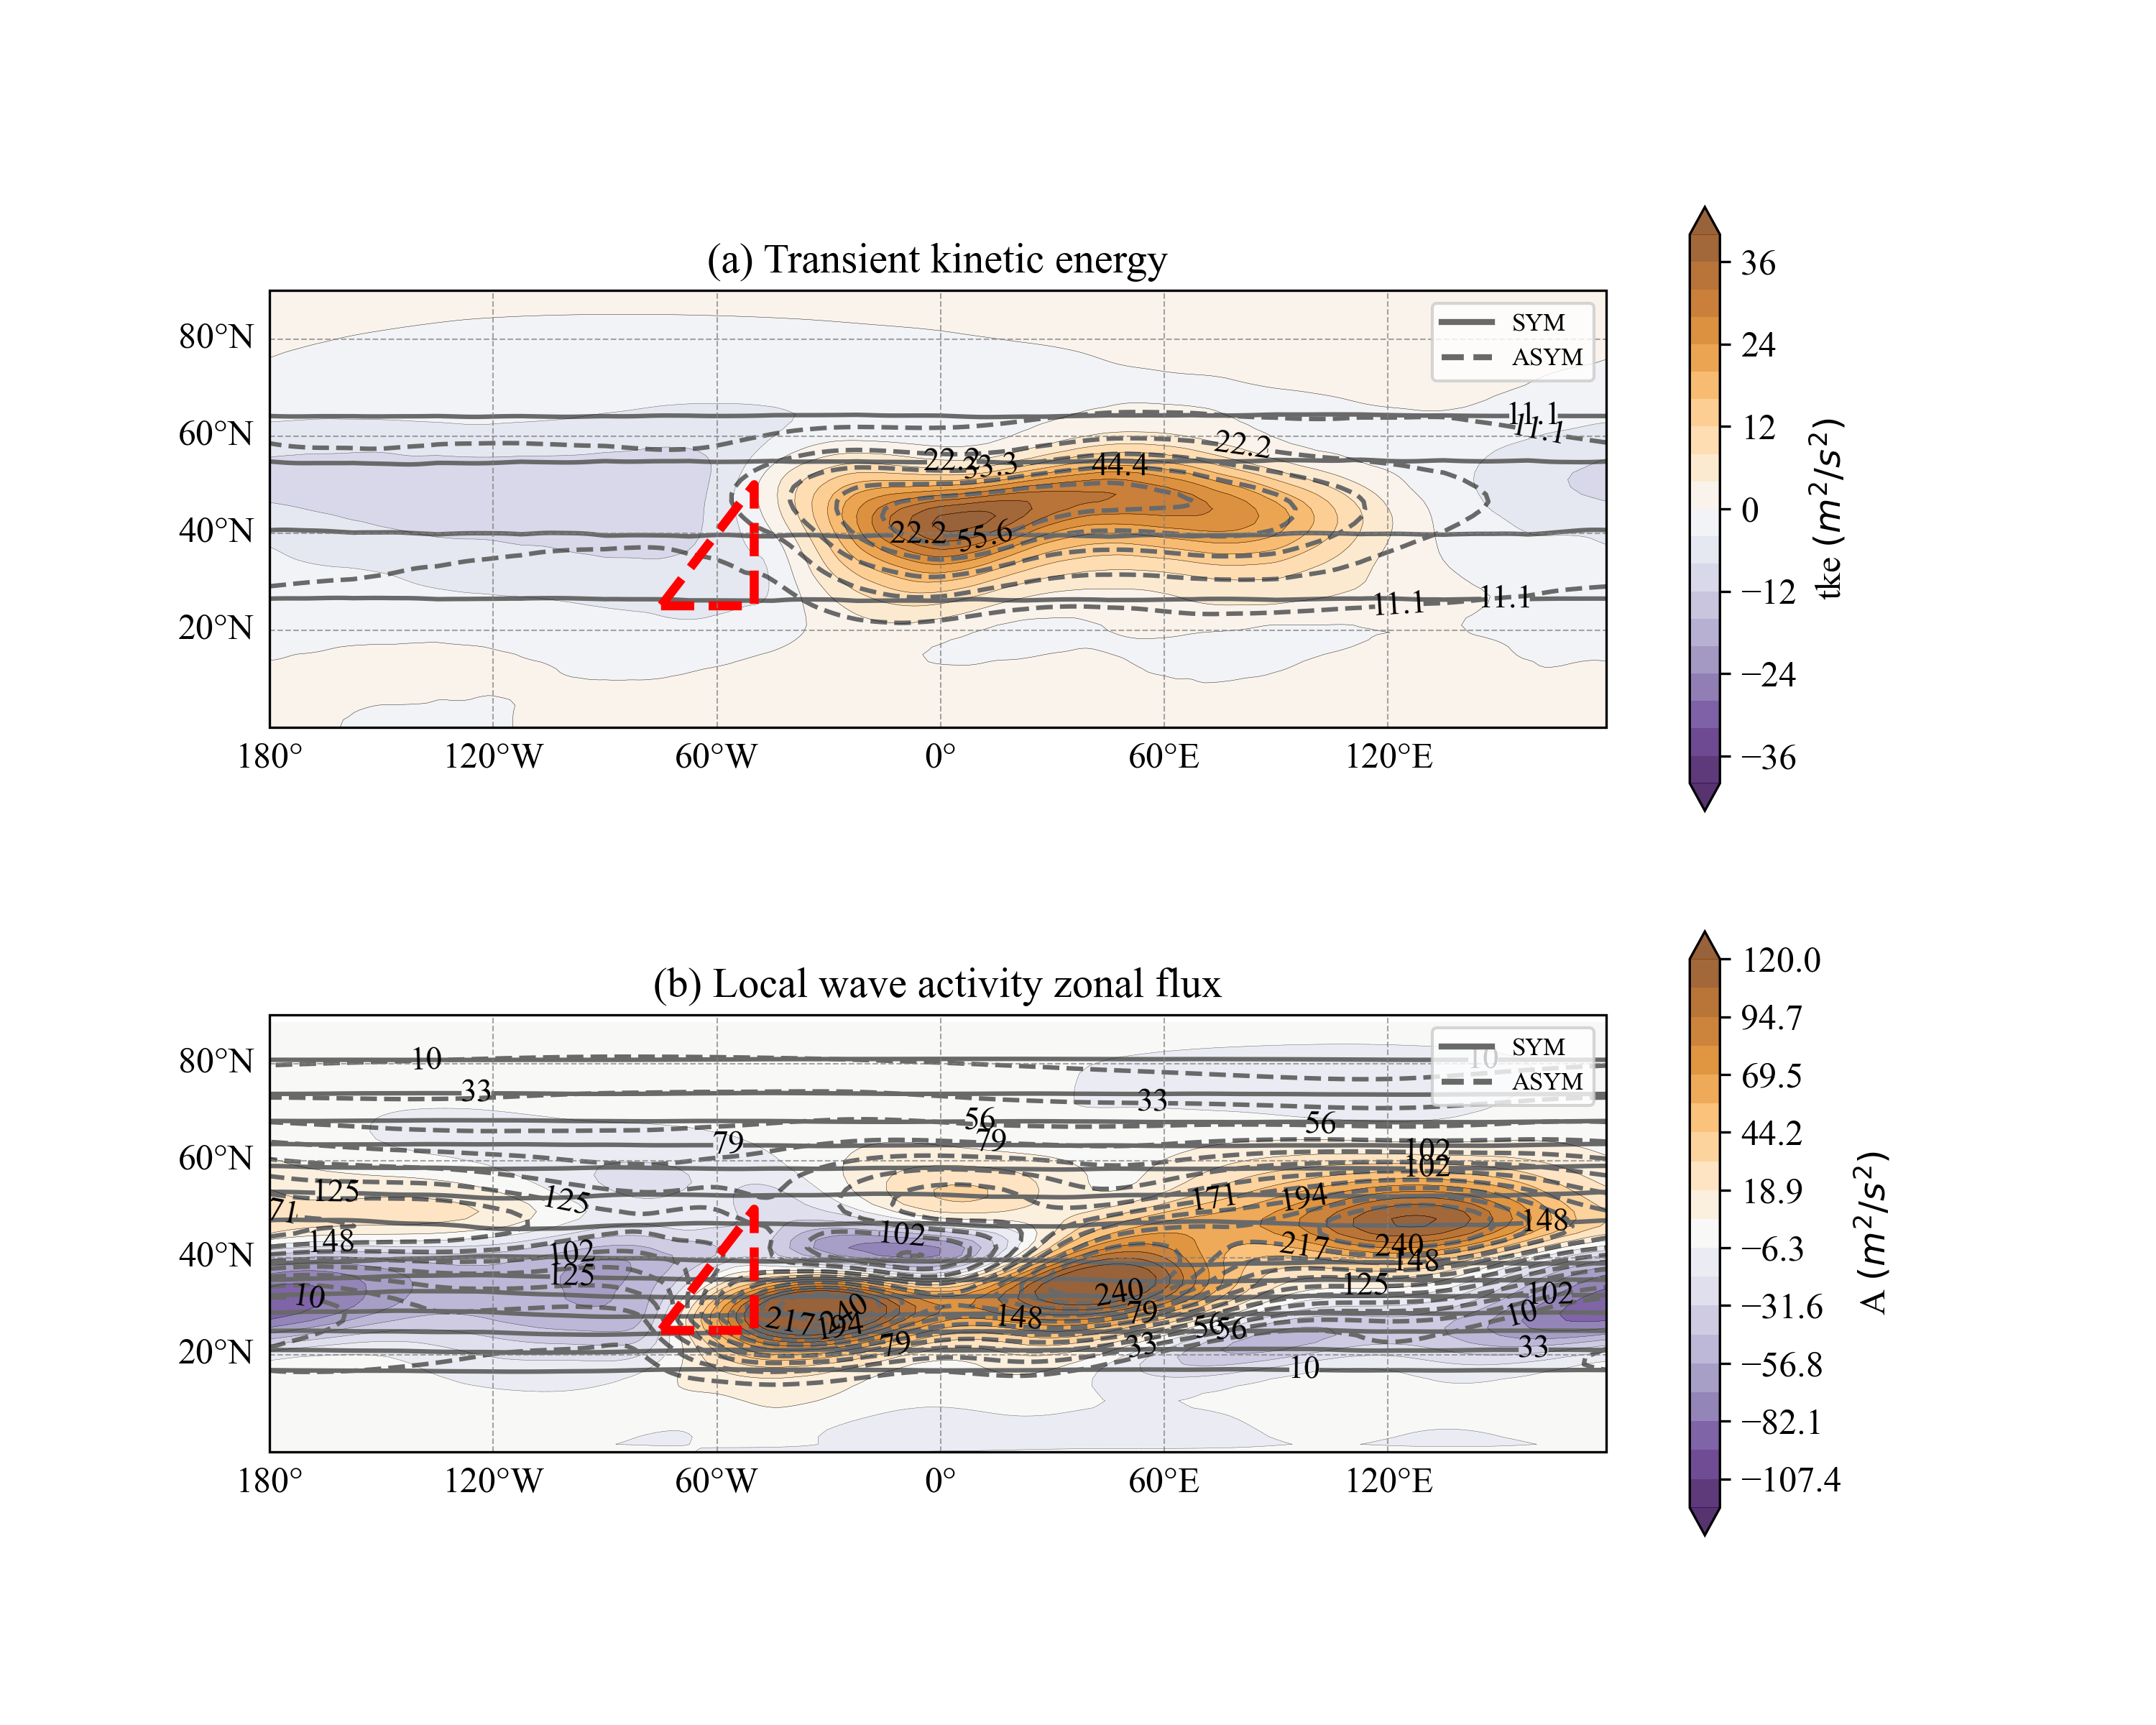 (a) Transient kinetic energy
80°N
60°N
40°N
20°N
180°
120°W
60°W
0°
60°E
120°E
SYM
ASYM
11.1
11.1
22.2
22.2
33.3
44.4
22.2
55.6
11.1
11.1
36
24
12
0
−12
−24
−36
tke (m²/s²)
(b) Local wave activity zonal flux
80°N
60°N
40°N
20°N
180°
120°W
60°W
0°
60°E
120°E
SYM
ASYM
10
10
33
33
56
56
79
79
102
102
125
125
71
171
194
148
148
102
102
125
217
240
148
10
240
125
102
10
217
240
194
148
79
79
56
56
33
33
10
120.0
94.7
69.5
44.2
18.9
−6.3
−31.6
−56.8
−82.1
−107.4
A (m²/s²)